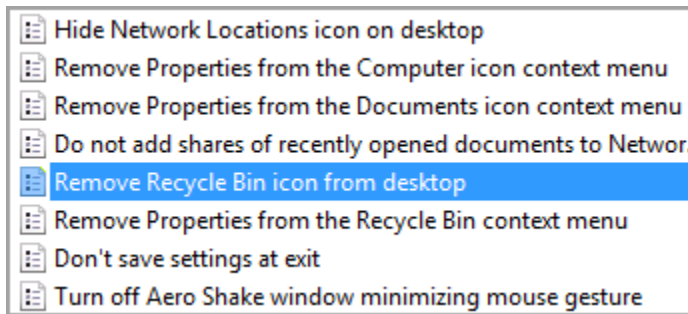 Hide Network Locations icon on desktop
Remove Properties from the Computer icon context menu
Remove Properties from the Documents icon context menu
Do not add shares of recently opened documents to Networ.
Remove Recycle Bin icon from desktop
Remove Properties from the Recycle Bin context menu
Don't save settings at exit
Turn off Aero Shake window minimizing mouse gesture